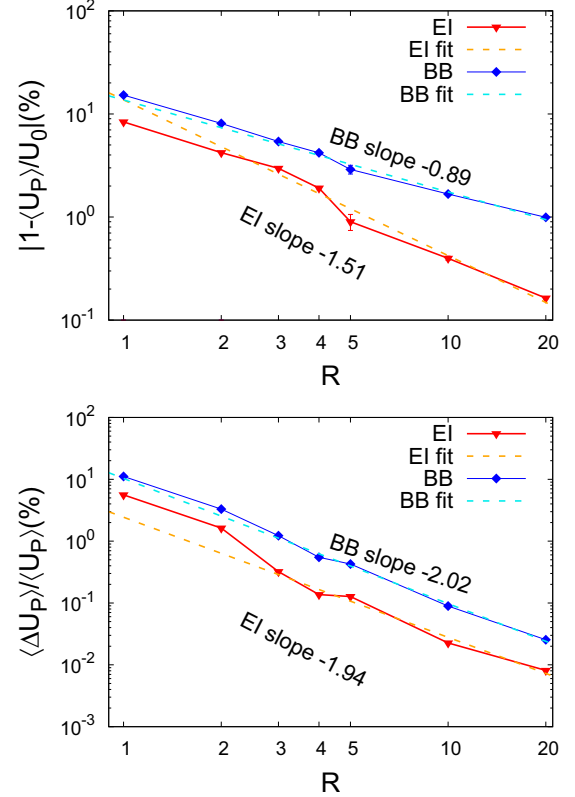 |1-⟨U_P⟩/U_0|(%)
10^2
10^1
10^0
10^-1
EI
EI fit
BB
BB fit
BB slope -0.89
EI slope -1.51
1 2 3 4 5 10 20
R
⟨ΔU_P⟩/⟨U_P⟩(%)
10^2
10^1
10^0
10^-1
10^-2
10^-3
EI
EI fit
BB
BB fit
BB slope -2.02
EI slope -1.94
1 2 3 4 5 10 20
R